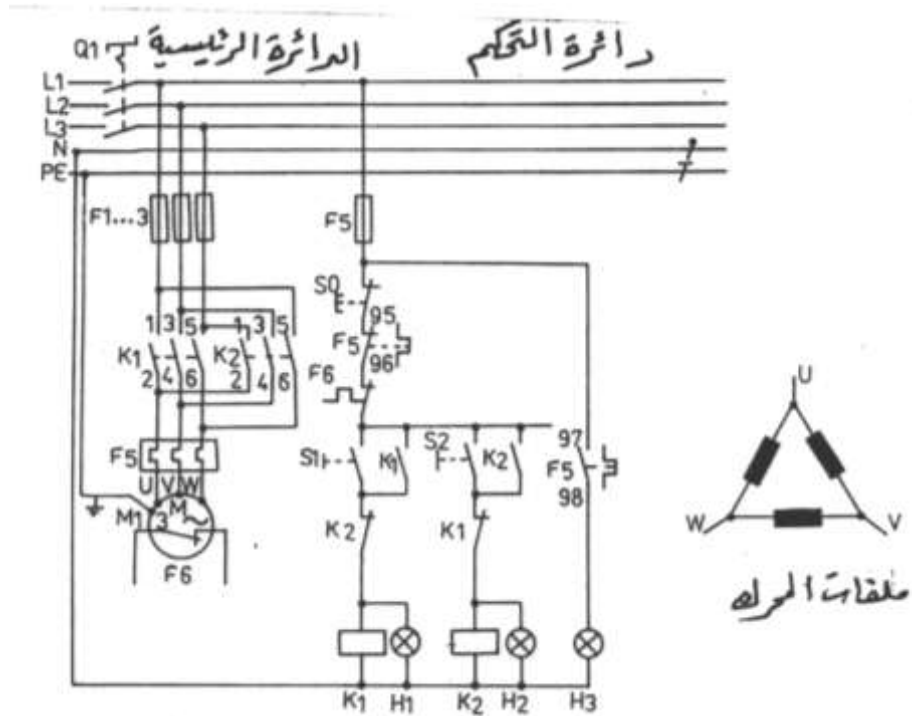 Q1 الدائرة الرئيسية دائرة التحكم
L1
L2
L3
N
PE
F1...3 F5
S0
1 3 5 1 3 5 95
K1 K2 F5
2 4 6 2 4 6 96
F6
F5 S1 K1 S2 K2 97
F5
98
U V W
M1 M
3 ~
K2 K1
F6
K1 H1 K2 H2 H3
U
W V
ملفات المحرك